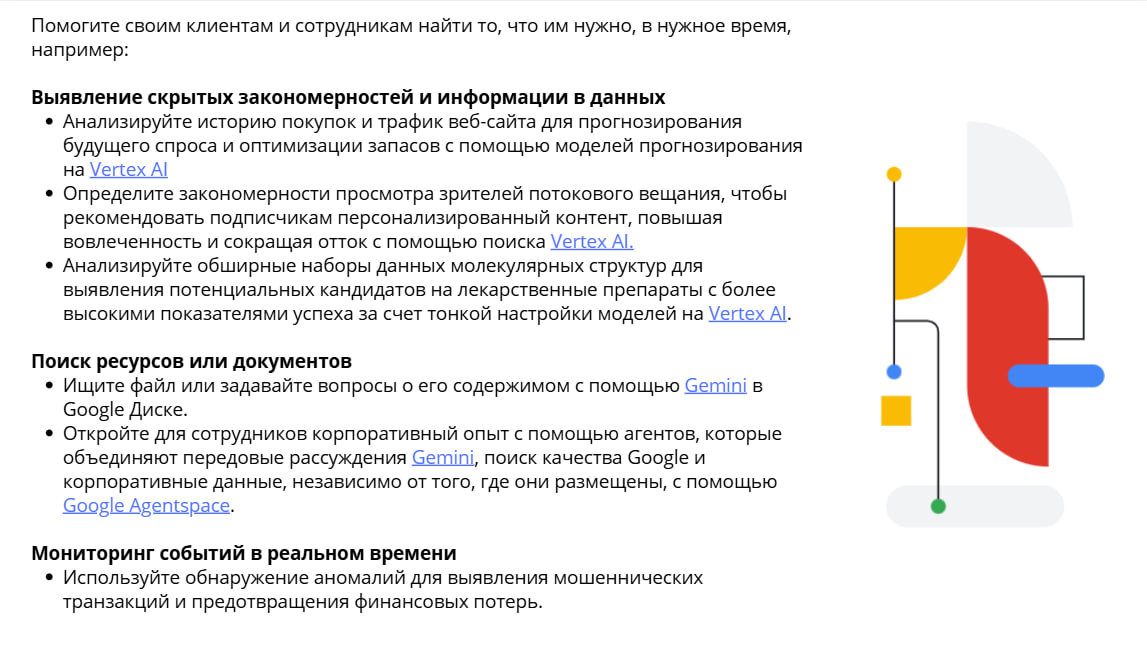 Помогите своим клиентам и сотрудникам найти то, что им нужно, в нужное время,
например:
Выявление скрытых закономерностей и информации в данных
• Анализируйте историю покупок и трафик веб-сайта для прогнозирования
будущего спроса и оптимизации запасов с помощью моделей прогнозирования
на Vertex AI
• Определите закономерности просмотра зрителей потокового вещания, чтобы
рекомендовать подписчикам персонализированный контент, повышая
вовлеченность и сокращая отток с помощью поиска Vertex AI.
• Анализируйте обширные наборы данных молекулярных структур для
выявления потенциальных кандидатов на лекарственные препараты с более
высокими показателями успеха за счет тонкой настройки моделей на Vertex AI.
Поиск ресурсов или документов
• Ищите файл или задавайте вопросы о его содержимом с помощью Gemini в
Google Диске.
• Откройте для сотрудников корпоративный опыт с помощью агентов, которые
объединяют передовые рассуждения Gemini, поиск качества Google и
корпоративные данные, независимо от того, где они размещены, с помощью
Google Agentspace.
Мониторинг событий в реальном времени
• Используйте обнаружение аномалий для выявления мошеннических
транзакций и предотвращения финансовых потерь.